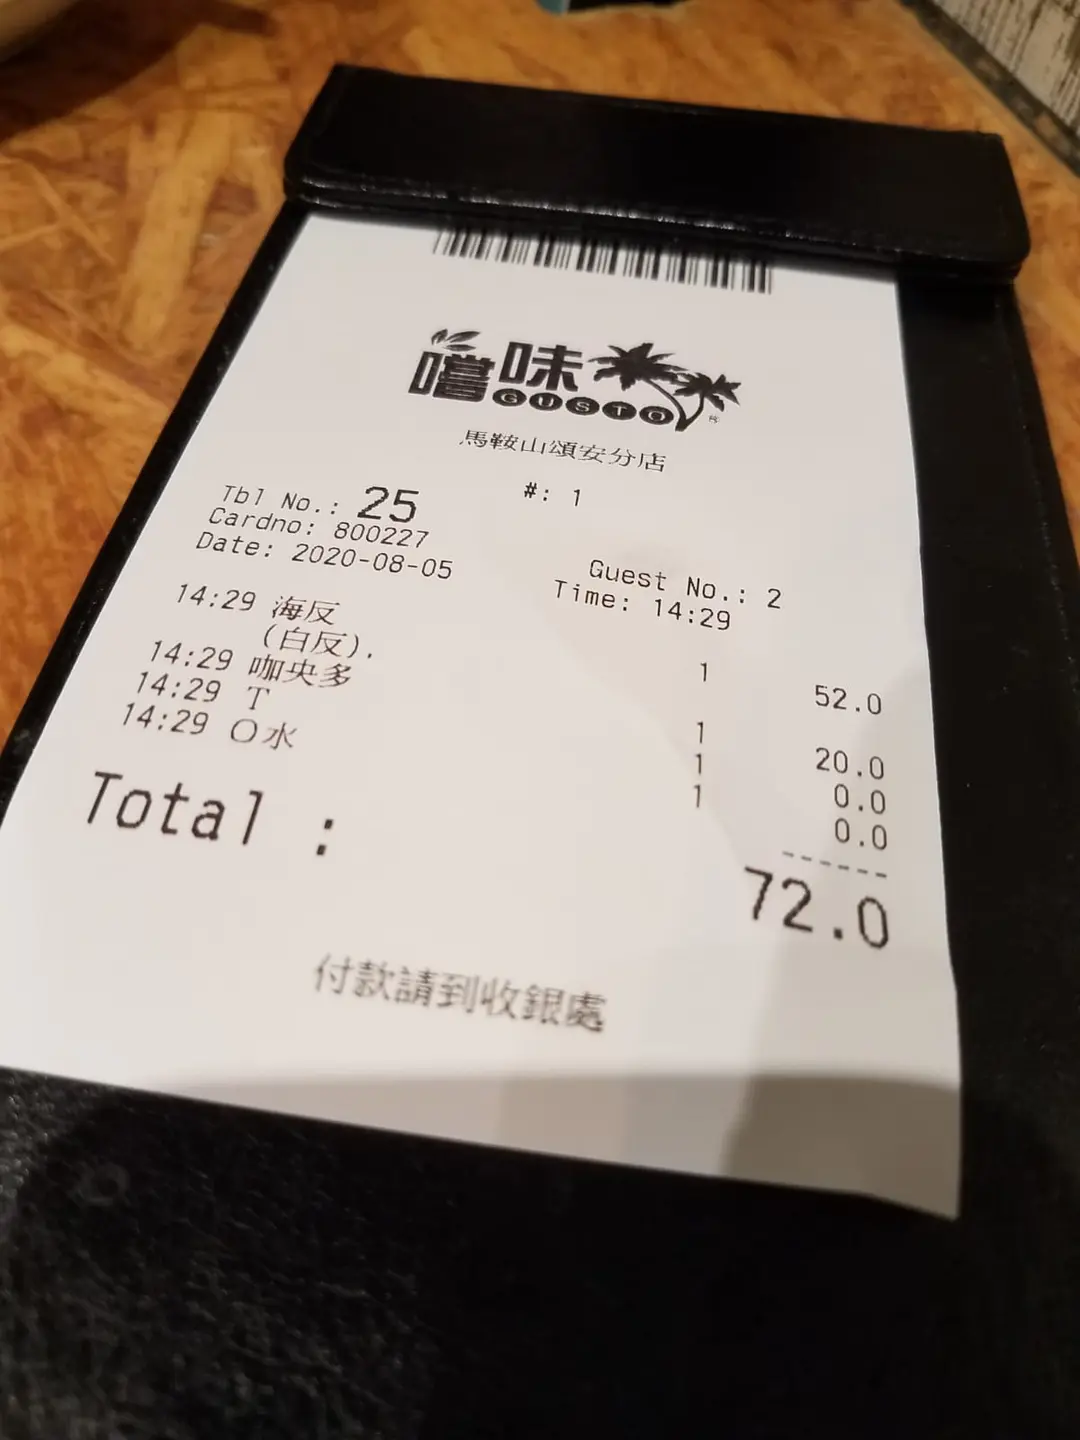 嚐味
GUSTO
馬鞍山頌安分店
#: 1
Tbl No.: 25
Cardno: 800227
Guest No.: 2
Date: 2020-08-05
Time: 14:29
14:29 海反 1 52.0
(白反).
14:29 咖央多 1 20.0
14:29 T 1 0.0
14:29 〇水 1 0.0
------
Total : 72.0
付款請到收銀處